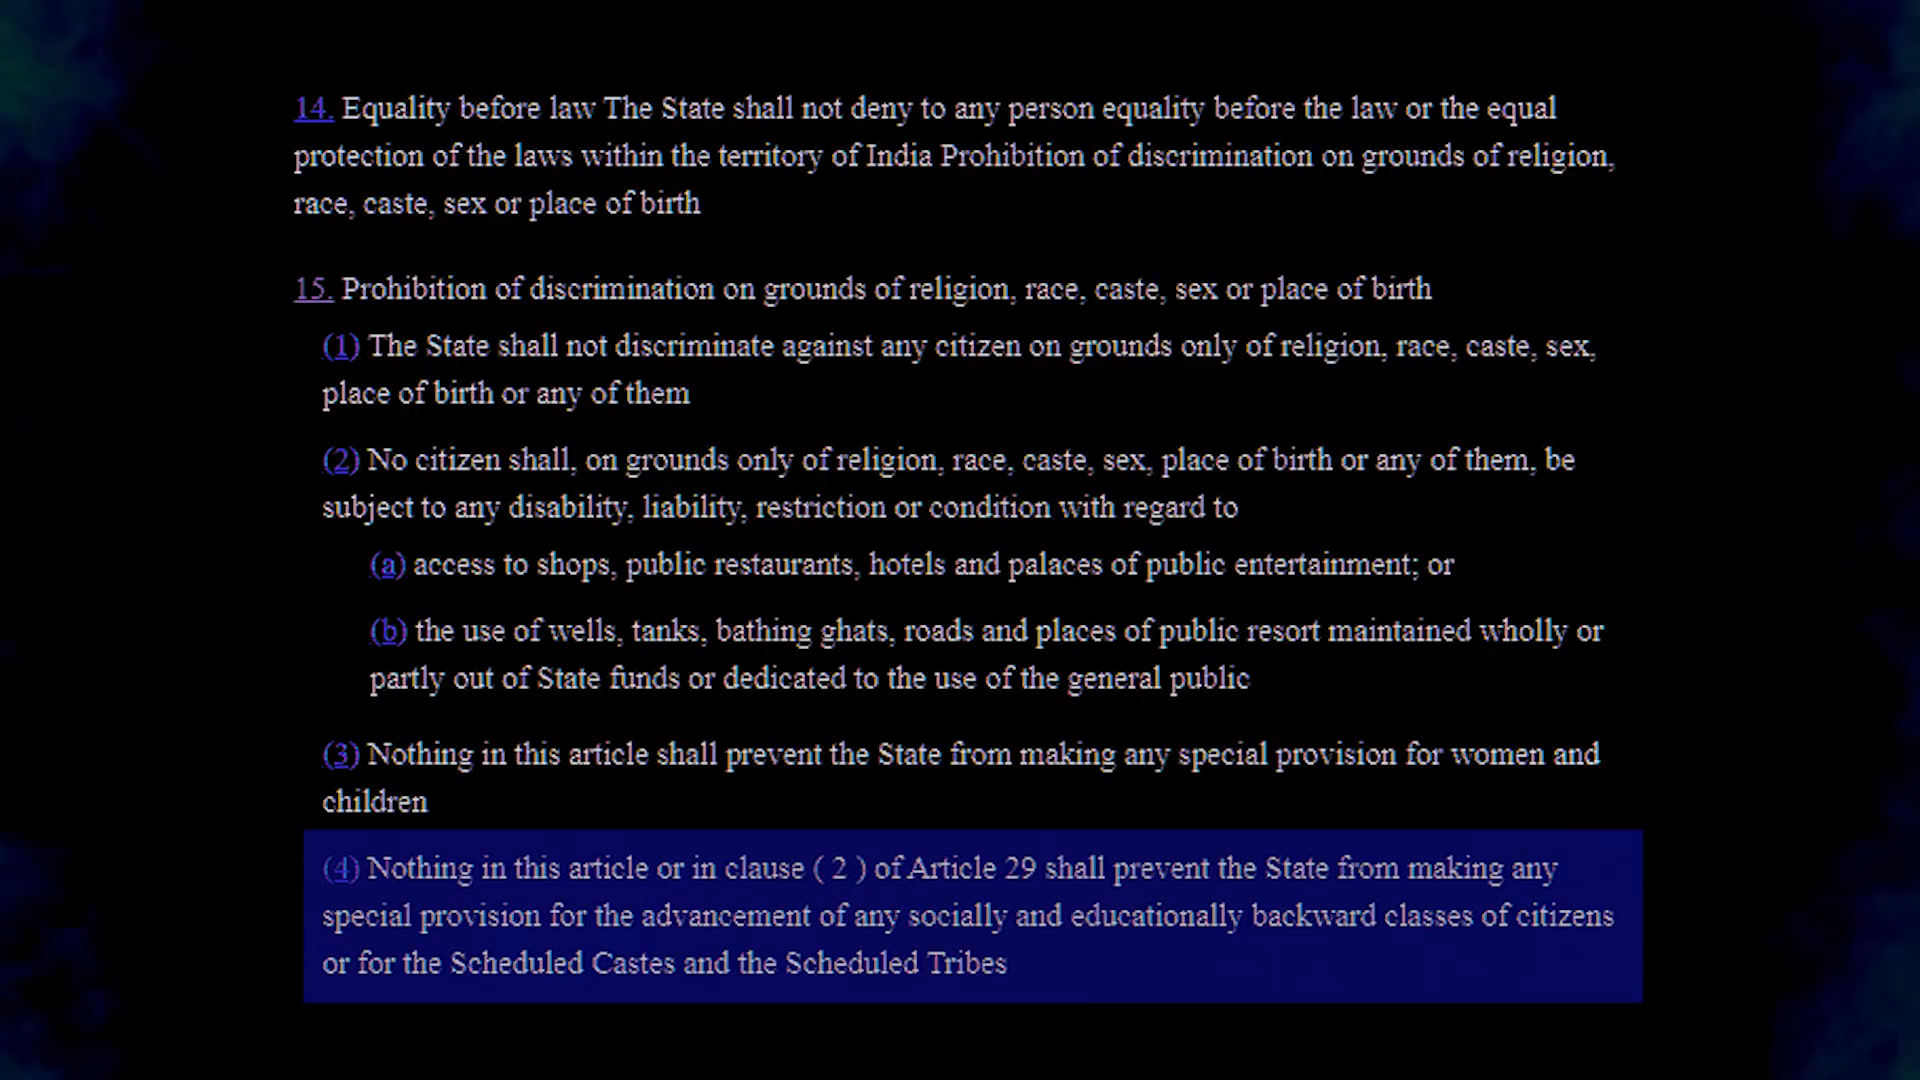 14. Equality before law The State shall not deny to any person equality before the law or the equal
protection of the laws within the territory of India Prohibition of discrimination on grounds of religion,
race, caste, sex or place of birth
15. Prohibition of discrimination on grounds of religion, race, caste, sex or place of birth
(1) The State shall not discriminate against any citizen on grounds only of religion, race, caste, sex,
place of birth or any of them
(2) No citizen shall, on grounds only of religion, race, caste, sex, place of birth or any of them, be
subject to any disability, liability, restriction or condition with regard to
(a) access to shops, public restaurants, hotels and palaces of public entertainment; or
(b) the use of wells, tanks, bathing ghats, roads and places of public resort maintained wholly or
partly out of State funds or dedicated to the use of the general public
(3) Nothing in this article shall prevent the State from making any special provision for women and
children
(4) Nothing in this article or in clause ( 2 ) of Article 29 shall prevent the State from making any
special provision for the advancement of any socially and educationally backward classes of citizens
or for the Scheduled Castes and the Scheduled Tribes